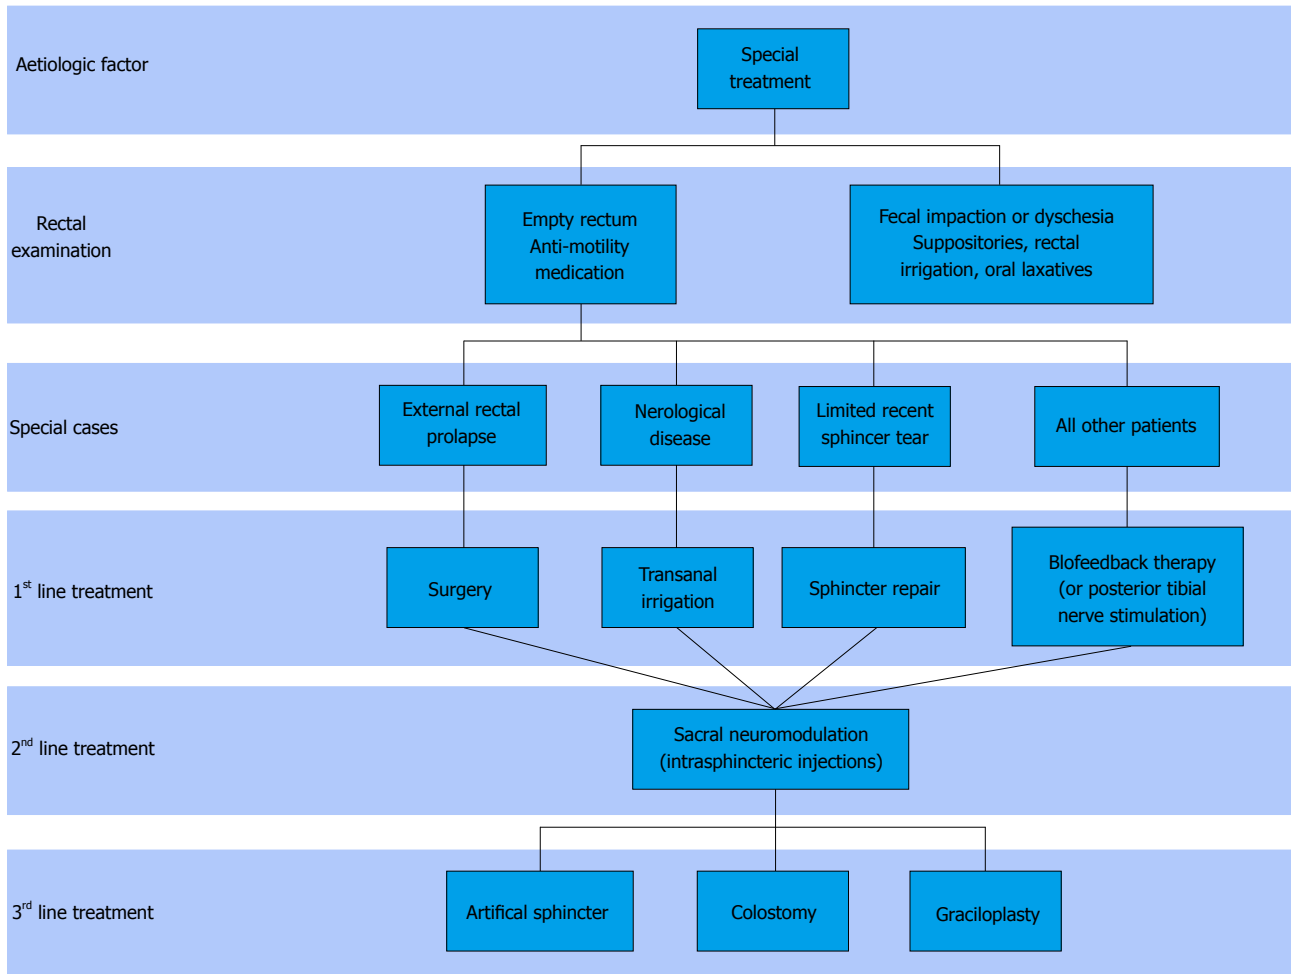 Aetiologic factor
Special
treatment
Rectal
examination
Empty rectum
Anti-motility
medication
Fecal impaction or dyschesia
Suppositories, rectal
irrigation, oral laxatives
Special cases
External rectal
prolapse
Nerological
disease
Limited recent
sphincer tear
All other patients
1st line treatment
Surgery
Transanal
irrigation
Sphincter repair
Blofeedback therapy
(or posterior tibial
nerve stimulation)
2nd line treatment
Sacral neuromodulation
(intrasphincteric injections)
3rd line treatment
Artifical sphincter
Colostomy
Graciloplasty